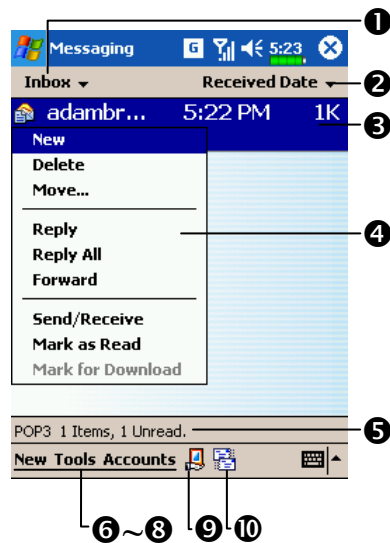 ❶
Messaging G 5:23
Inbox Received Date ❷
adambr... 5:22 PM 1K ❸
New
Delete
Move...
Reply ❹
Reply All
Forward
Send/Receive
Mark as Read
Mark for Download
POP3 1 Items, 1 Unread. ❺
New Tools Accounts
❻~❽ ❾ ❿